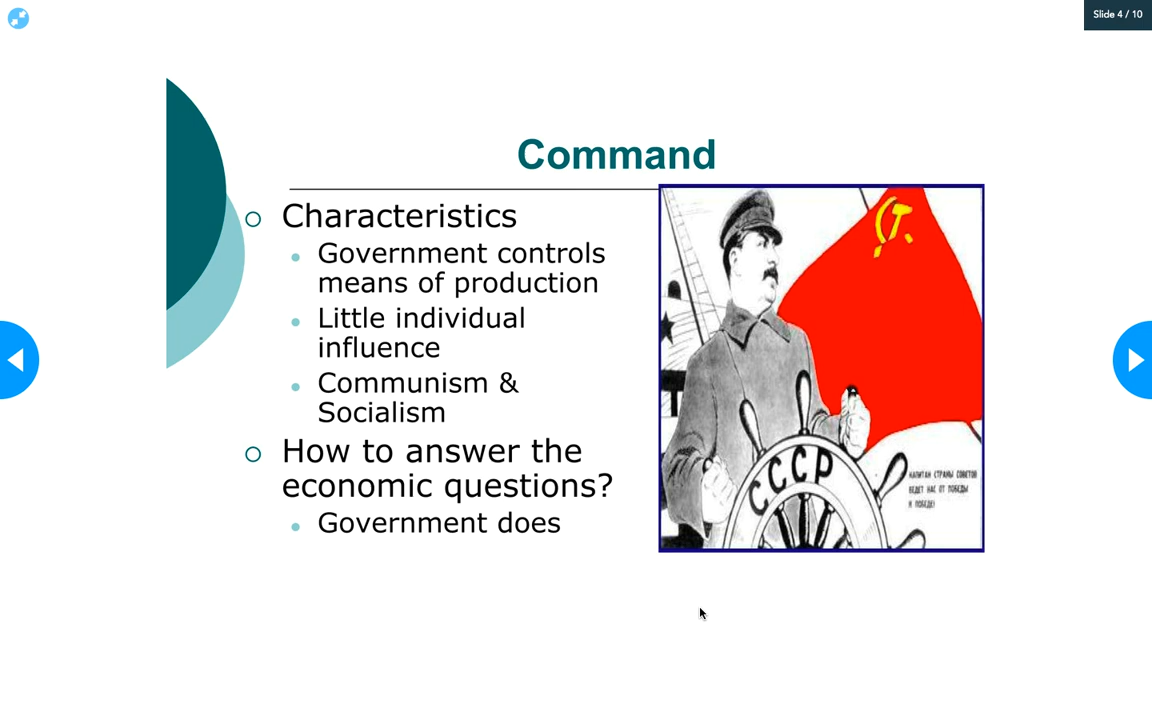 Slide 4 / 10
Command
Characteristics
Government controls
means of production
Little individual
influence
Communism &
Socialism
How to answer the
economic questions?
Government does
СССР
КАПИТАН СТРАНЫ СОВЕТОВ
ВЕДЕТ НАС ОТ ПОБЕДЫ
К ПОБЕДЕ!